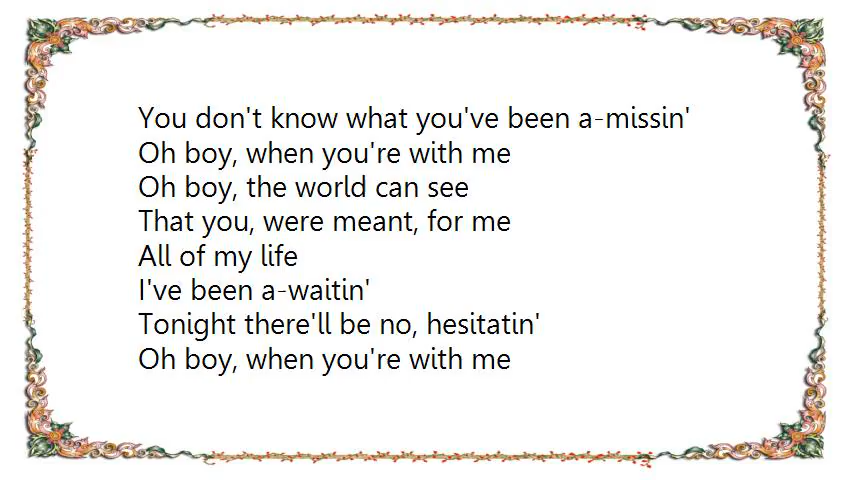 You don't know what you've been a-missin'
Oh boy, when you're with me
Oh boy, the world can see
That you, were meant, for me
All of my life
I've been a-waitin'
Tonight there'll be no, hesitatin'
Oh boy, when you're with me